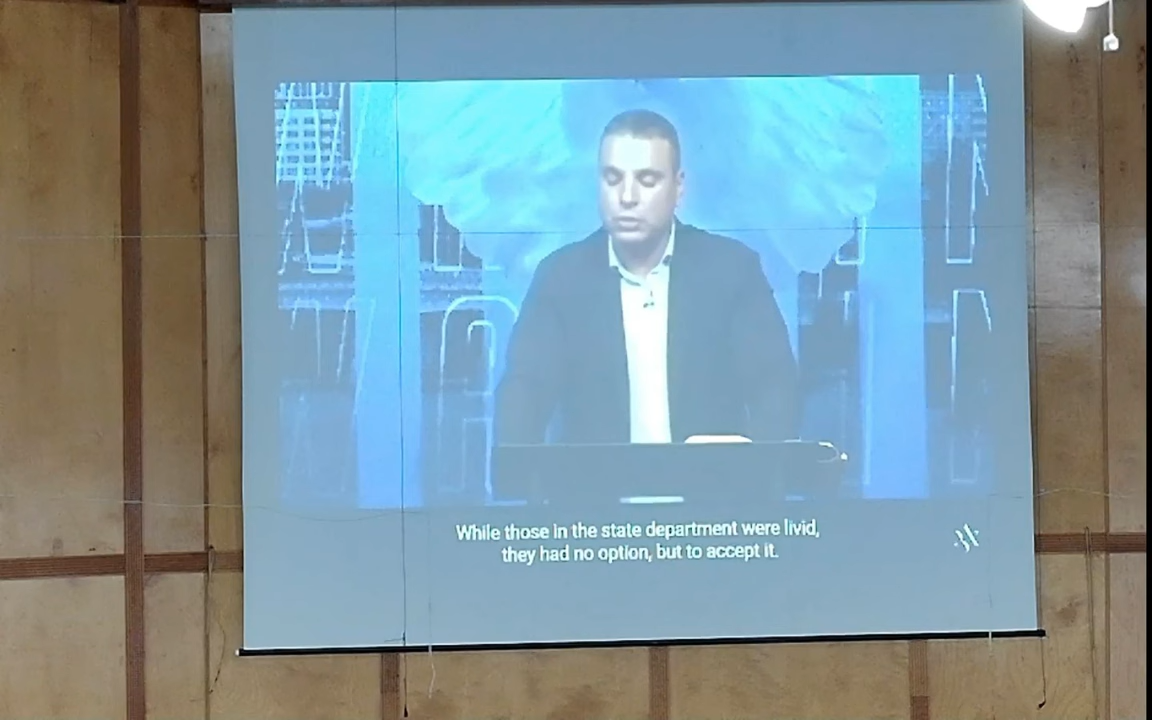 While those in the state department were livid,
they had no option, but to accept it.